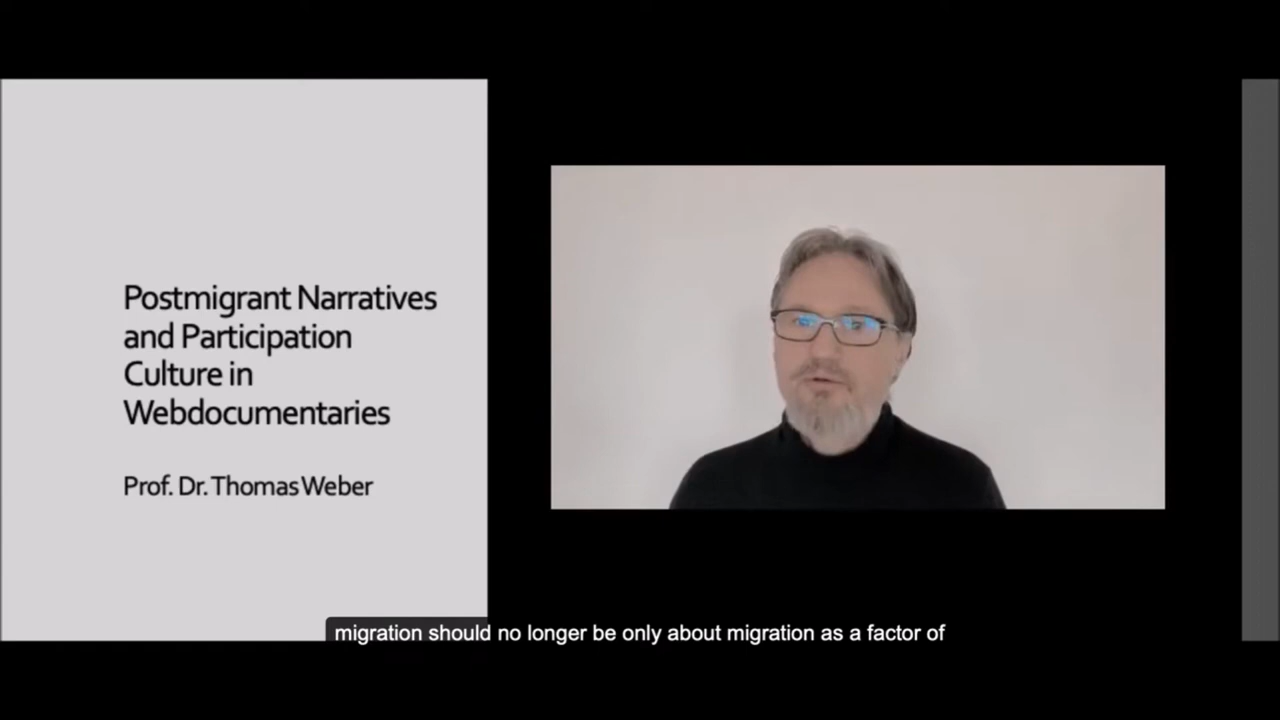 Postmigrant Narratives
and Participation
Culture in
Webdocumentaries
Prof. Dr. Thomas Weber
migration should no longer be only about migration as a factor of